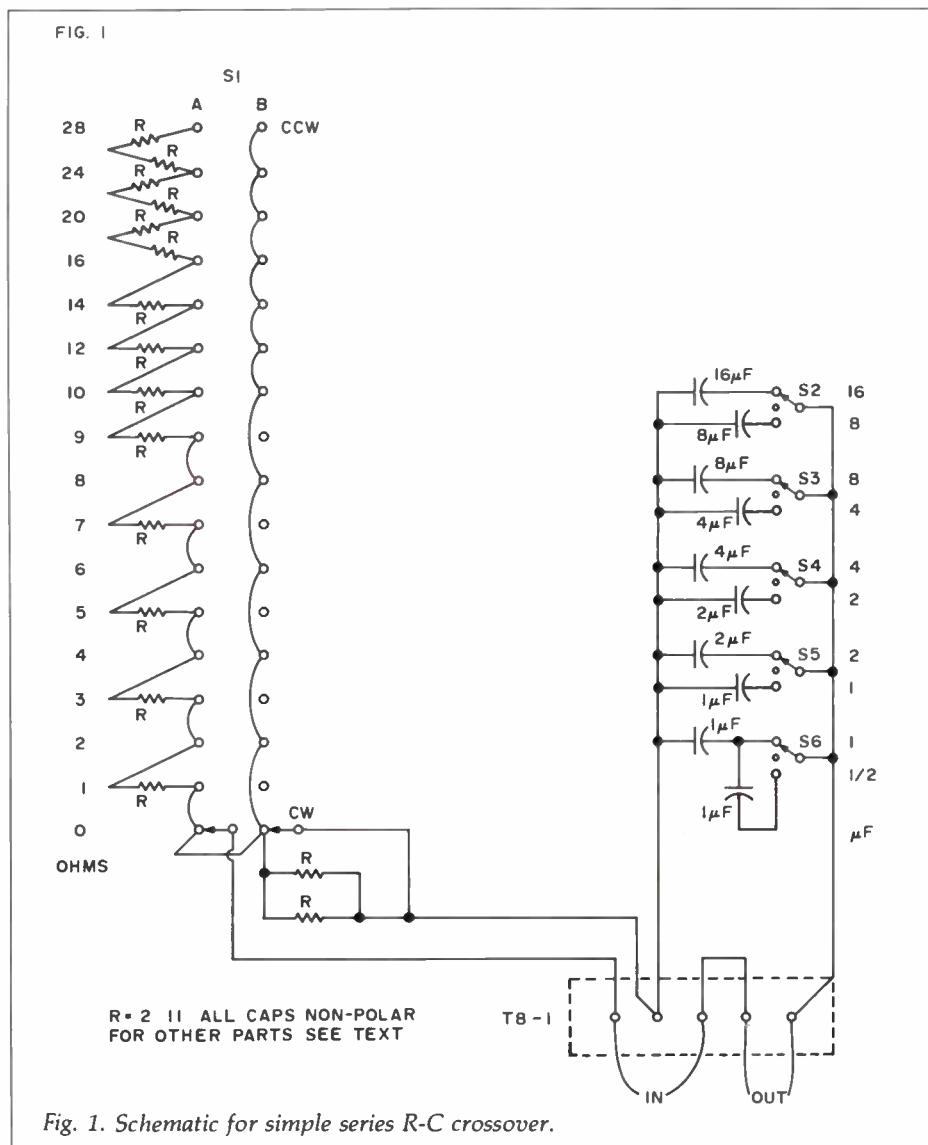 FIG. 1
S1
A B
28 R CCW
R
24 R
R
20 R
R
16
14 R
12 R
10 R
9 R
8
7 R
6
5 R
4
3 R
2
1 R
0 CW
OHMS
R
R
16µF S2 16
8µF 8
8µF S3 8
4µF 4
4µF S4 4
2µF 2
2µF S5 2
1µF 1
1µF S6 1
1µF 1/2
µF
R = 2 Ω ALL CAPS NON-POLAR
FOR OTHER PARTS SEE TEXT
T8-1
IN OUT
Fig. 1. Schematic for simple series R-C crossover.